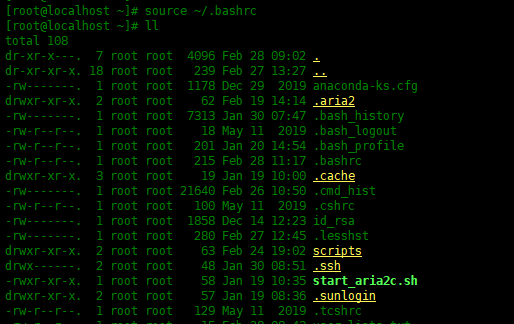 [root@localhost ~]# source ~/.bashrc
[root@localhost ~]# ll
total 108
dr-xr-x---. 7 root root 4096 Feb 28 09:02 .
dr-xr-xr-x. 18 root root 239 Feb 27 13:27 ..
-rw-------. 1 root root 1178 Dec 29 2019 anaconda-ks.cfg
drwxr-xr-x. 2 root root 62 Feb 19 14:14 .aria2
-rw-------. 1 root root 7313 Jan 30 07:47 .bash_history
-rw-r--r--. 1 root root 18 May 11 2019 .bash_logout
-rw-r--r--. 1 root root 201 Jan 20 14:54 .bash_profile
-rw-r--r--. 1 root root 215 Feb 28 11:17 .bashrc
drwxr-xr-x. 3 root root 19 Jan 19 10:00 .cache
-rw-------. 1 root root 21640 Feb 26 10:50 .cmd_hist
-rw-r--r--. 1 root root 100 May 11 2019 .cshrc
-rw-------. 1 root root 1858 Dec 14 12:23 id_rsa
-rw-------. 1 root root 280 Feb 27 12:45 .lesshst
drwxr-xr-x. 2 root root 63 Feb 24 19:02 scripts
drwx------. 2 root root 48 Jan 30 08:51 .ssh
-rwxr-xr-x. 1 root root 58 Jan 19 10:35 start_aria2c.sh
drwxr-xr-x. 2 root root 57 Jan 19 08:36 .sunlogin
-rw-r--r--. 1 root root 129 May 11 2019 .tcshrc